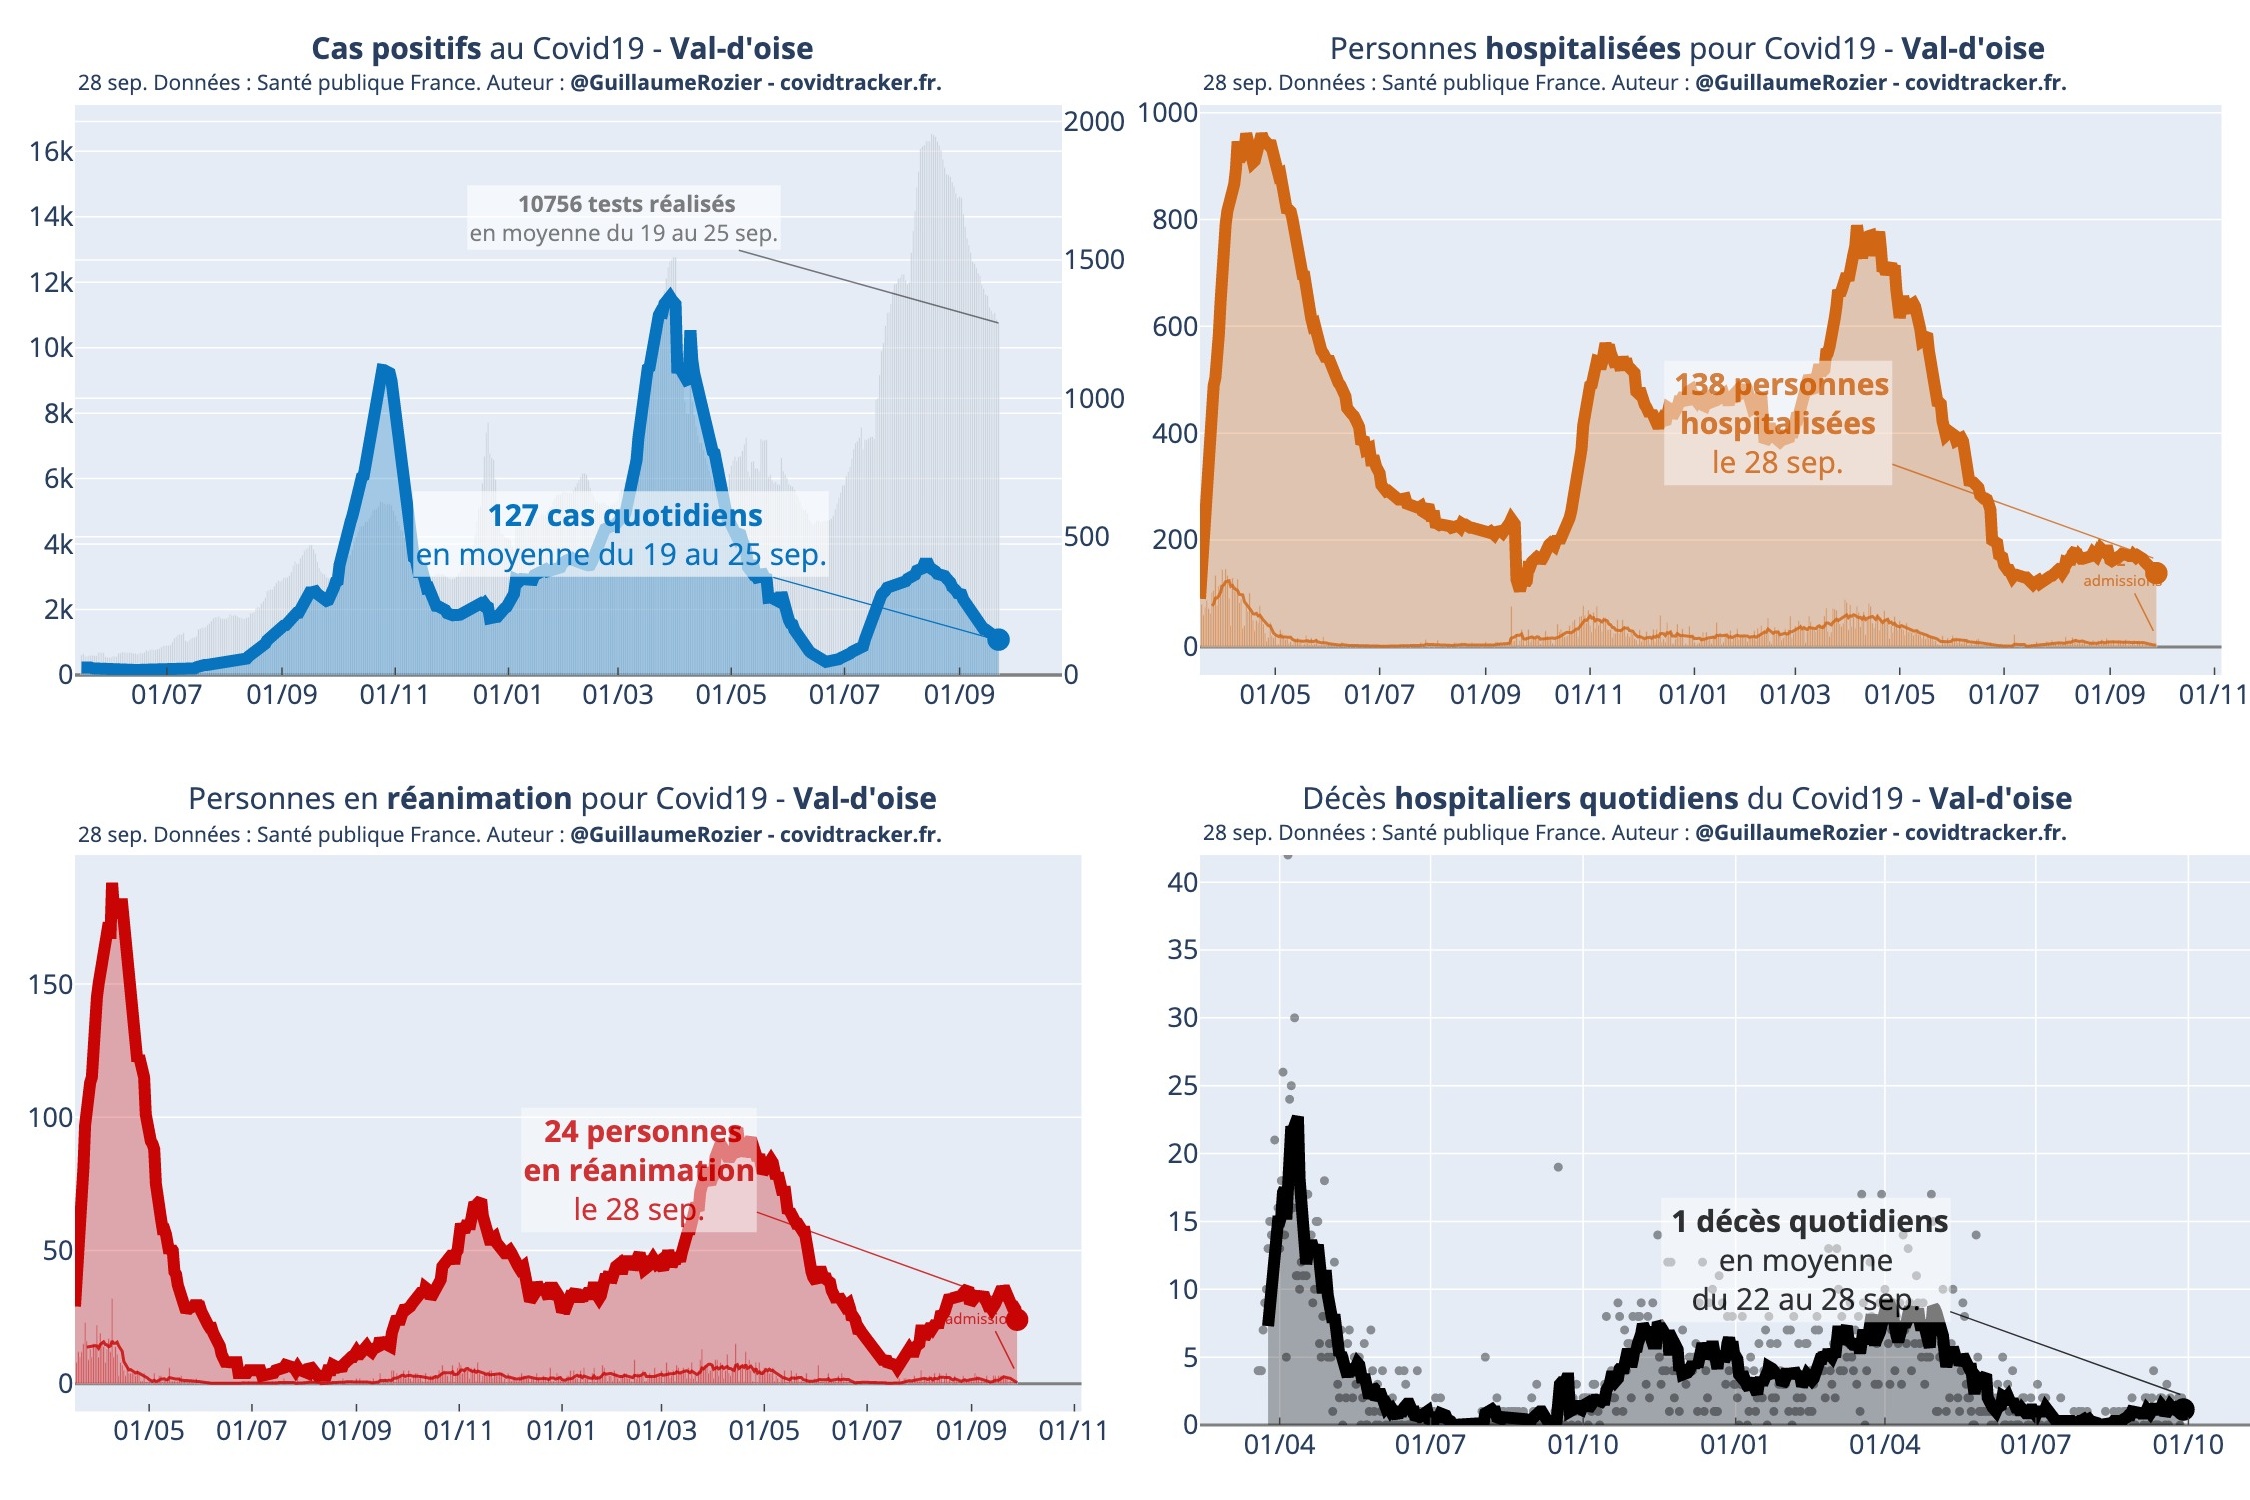 Cas positifs au Covid19 - Val-d'oise
28 sep. Données : Santé publique France. Auteur : @GuillaumeRozier - covidtracker.fr.
16k
14k
12k
10k
8k
6k
4k
2k
0
2000
1500
1000
500
0
10756 tests réalisés
en moyenne du 19 au 25 sep.
127 cas quotidiens
en moyenne du 19 au 25 sep.
01/07 01/09 01/11 01/01 01/03 01/05 01/07 01/09
Personnes hospitalisées pour Covid19 - Val-d'oise
28 sep. Données : Santé publique France. Auteur : @GuillaumeRozier - covidtracker.fr.
1000
800
600
400
200
0
138 personnes
hospitalisées
le 28 sep.
admissions
01/05 01/07 01/09 01/11 01/01 01/03 01/05 01/07 01/09 01/11
Personnes en réanimation pour Covid19 - Val-d'oise
28 sep. Données : Santé publique France. Auteur : @GuillaumeRozier - covidtracker.fr.
150
100
50
0
24 personnes
en réanimation
le 28 sep.
admissio
01/05 01/07 01/09 01/11 01/01 01/03 01/05 01/07 01/09 01/11
Décès hospitaliers quotidiens du Covid19 - Val-d'oise
28 sep. Données : Santé publique France. Auteur : @GuillaumeRozier - covidtracker.fr.
40
35
30
25
20
15
10
5
0
1 décès quotidiens
en moyenne
du 22 au 28 sep.
01/04 01/07 01/10 01/01 01/04 01/07 01/10